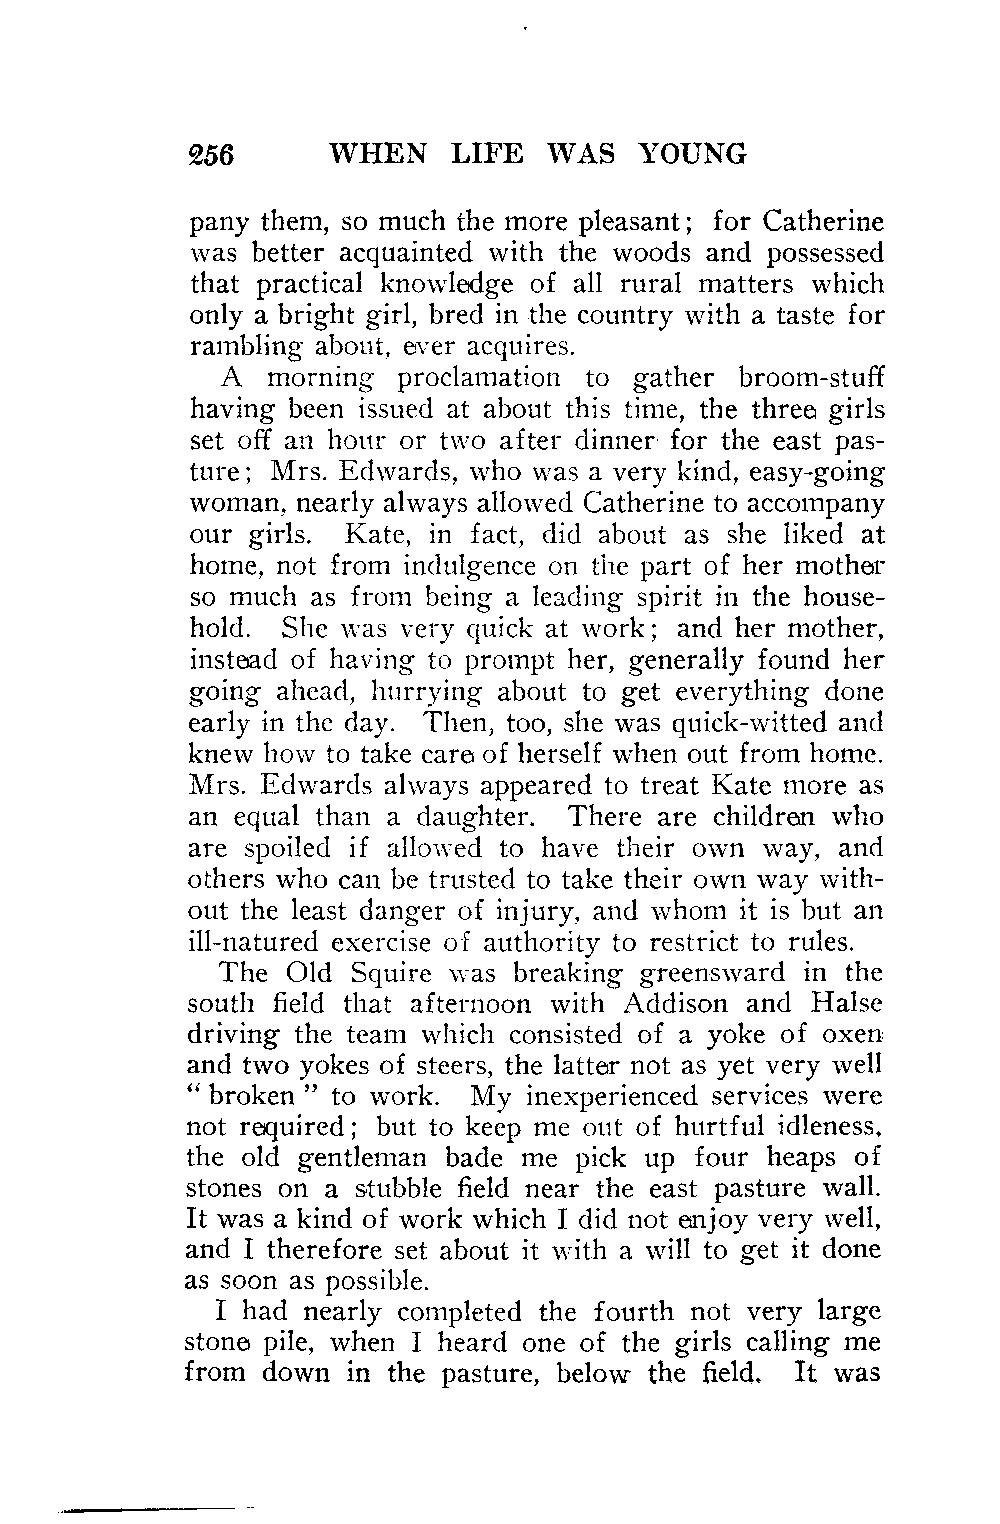 256 WHEN LIFE WAS YOUNG
pany them, so much the more pleasant; for Catherine
was better acquainted with the woods and possessed
that practical knowledge of all rural matters which
only a bright girl, bred in the country with a taste for
rambling about, ever acquires.
A morning proclamation to gather broom-stuff
having been issued at about this time, the three girls
set off an hour or two after dinner for the east pas-
ture; Mrs. Edwards, who was a very kind, easy-going
woman, nearly always allowed Catherine to accompany
our girls. Kate, in fact, did about as she liked at
home, not from indulgence on the part of her mother
so much as from being a leading spirit in the house-
hold. She was very quick at work; and her mother,
instead of having to prompt her, generally found her
going ahead, hurrying about to get everything done
early in the day. Then, too, she was quick-witted and
knew how to take care of herself when out from home.
Mrs. Edwards always appeared to treat Kate more as
an equal than a daughter. There are children who
are spoiled if allowed to have their own way, and
others who can be trusted to take their own way with-
out the least danger of injury, and whom it is but an
ill-natured exercise of authority to restrict to rules.
The Old Squire was breaking greensward in the
south field that afternoon with Addison and Halse
driving the team which consisted of a yoke of oxen
and two yokes of steers, the latter not as yet very well
" broken " to work. My inexperienced services were
not required; but to keep me out of hurtful idleness,
the old gentleman bade me pick up four heaps of
stones on a stubble field near the east pasture wall.
It was a kind of work which I did not enjoy very well,
and I therefore set about it with a will to get it done
as soon as possible.
I had nearly completed the fourth not very large
stone pile, when I heard one of the girls calling me
from down in the pasture, below the field. It was